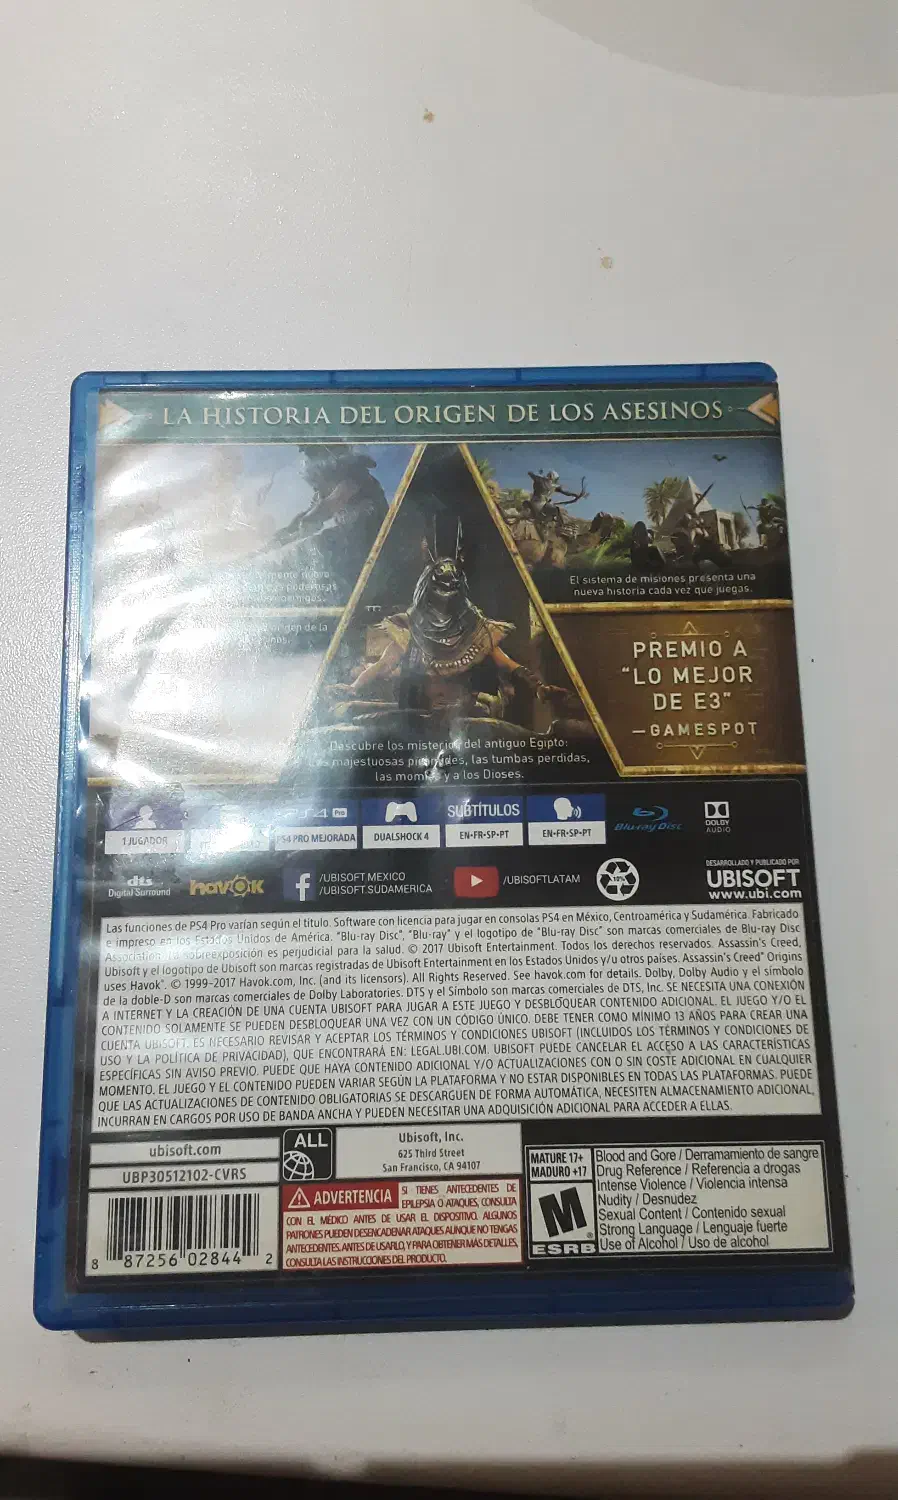 LA HISTORIA DEL ORIGEN DE LOS ASESINOS
El sistema de misiones presenta una
nueva historia cada vez que juegas.
origen de la
PREMIO A
"LO MEJOR
DE E3"
—GAMESPOT
Descubre los misterios del antiguo Egipto:
majestuosas pirámides, las tumbas perdidas,
las momias y a los Dioses.
1 JUGADOR
PS4 Pro
PS4 PRO MEJORADA
DUALSHOCK 4
SUBTÍTULOS
EN-FR-SP-PT
EN-FR-SP-PT
Blu-ray Disc
DOLBY
AUDIO
dts
Digital Surround
havok
/UBISOFT.MEXICO
/UBISOFT.SUDAMERICA
/UBISOFTLATAM
DESARROLLADO Y PUBLICADO POR
UBISOFT
www.ubi.com
Las funciones de PS4 Pro varían según el título. Software con licencia para jugar en consolas PS4 en México, Centroamérica y Sudamérica. Fabricado
e impreso en los Estados Unidos de América. "Blu-ray Disc", "Blu-ray" y el logotipo de "Blu-ray Disc" son marcas comerciales de Blu-ray Disc
Association. La sobreexposición es perjudicial para la salud. © 2017 Ubisoft Entertainment. Todos los derechos reservados. Assassin's Creed,
Ubisoft y el logotipo de Ubisoft son marcas registradas de Ubisoft Entertainment en los Estados Unidos y/u otros países. Assassin's Creed® Origins
uses Havok®. © 1999-2017 Havok.com, Inc. (and its licensors). All Rights Reserved. See havok.com for details. Dolby, Dolby Audio y el símbolo
de la doble-D son marcas comerciales de Dolby Laboratories. DTS y el Símbolo son marcas comerciales de DTS, Inc. SE NECESITA UNA CONEXIÓN
A INTERNET Y LA CREACIÓN DE UNA CUENTA UBISOFT PARA JUGAR A ESTE JUEGO Y DESBLOQUEAR CONTENIDO ADICIONAL. EL JUEGO Y/O EL
CONTENIDO SOLAMENTE SE PUEDEN DESBLOQUEAR UNA VEZ CON UN CÓDIGO ÚNICO. DEBE TENER COMO MÍNIMO 13 AÑOS PARA CREAR UNA
CUENTA UBISOFT. ES NECESARIO REVISAR Y ACEPTAR LOS TÉRMINOS Y CONDICIONES UBISOFT (INCLUIDOS LOS TÉRMINOS Y CONDICIONES DE
USO Y LA POLÍTICA DE PRIVACIDAD), QUE ENCONTRARÁ EN: LEGAL.UBI.COM. UBISOFT PUEDE CANCELAR EL ACCESO A LAS CARACTERÍSTICAS
ESPECÍFICAS SIN AVISO PREVIO. PUEDE QUE HAYA CONTENIDO ADICIONAL Y/O ACTUALIZACIONES CON O SIN COSTE ADICIONAL EN CUALQUIER
MOMENTO. EL JUEGO Y EL CONTENIDO PUEDEN VARIAR SEGÚN LA PLATAFORMA Y NO ESTAR DISPONIBLES EN TODAS LAS PLATAFORMAS. PUEDE
QUE LAS ACTUALIZACIONES DE CONTENIDO OBLIGATORIAS SE DESCARGUEN DE FORMA AUTOMÁTICA, NECESITEN ALMACENAMIENTO ADICIONAL,
INCURRAN EN CARGOS POR USO DE BANDA ANCHA Y PUEDEN NECESITAR UNA ADQUISICIÓN ADICIONAL PARA ACCEDER A ELLAS.
ubisoft.com
UBP30512102-CVRS
8 87256 02844 2
ALL
Ubisoft, Inc.
625 Third Street
San Francisco, CA 94107
ADVERTENCIA
SI TIENES ANTECEDENTES DE
EPILEPSIA O ATAQUES, CONSULTA
CON EL MÉDICO ANTES DE USAR EL DISPOSITIVO. ALGUNOS
PATRONES PUEDEN DESENCADENAR ATAQUES AUNQUE NO TENGAS
ANTECEDENTES. ANTES DE USARLO, Y PARA OBTENER MÁS DETALLES,
CONSULTA LAS INSTRUCCIONES DEL PRODUCTO.
MATURE 17+
MADURO +17
M
ESRB
Blood and Gore / Derramamiento de sangre
Drug Reference / Referencia a drogas
Intense Violence / Violencia intensa
Nudity / Desnudez
Sexual Content / Contenido sexual
Strong Language / Lenguaje fuerte
Use of Alcohol / Uso de alcohol